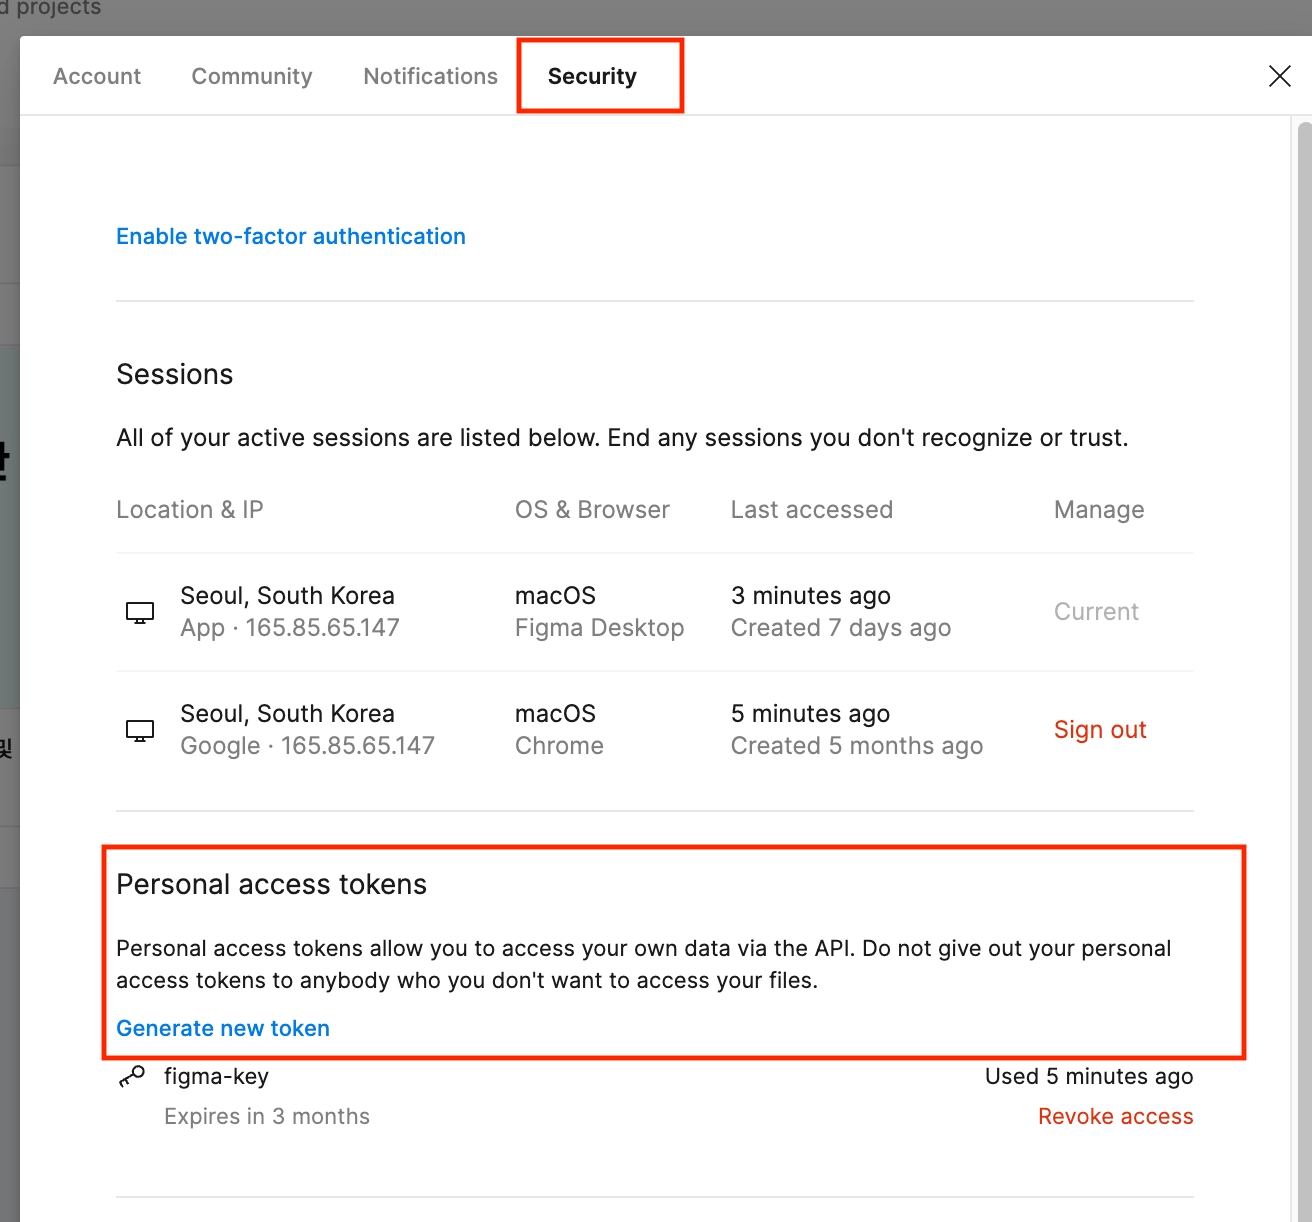 d projects
Account Community Notifications Security
Enable two-factor authentication
Sessions
All of your active sessions are listed below. End any sessions you don't recognize or trust.
Location & IP OS & Browser Last accessed Manage
Seoul, South Korea macOS 3 minutes ago
App · 165.85.65.147 Figma Desktop Created 7 days ago
Current
Seoul, South Korea macOS 5 minutes ago
Google · 165.85.65.147 Chrome Created 5 months ago
Sign out
Personal access tokens
Personal access tokens allow you to access your own data via the API. Do not give out your personal
access tokens to anybody who you don't want to access your files.
Generate new token
figma-key Used 5 minutes ago
Expires in 3 months Revoke access